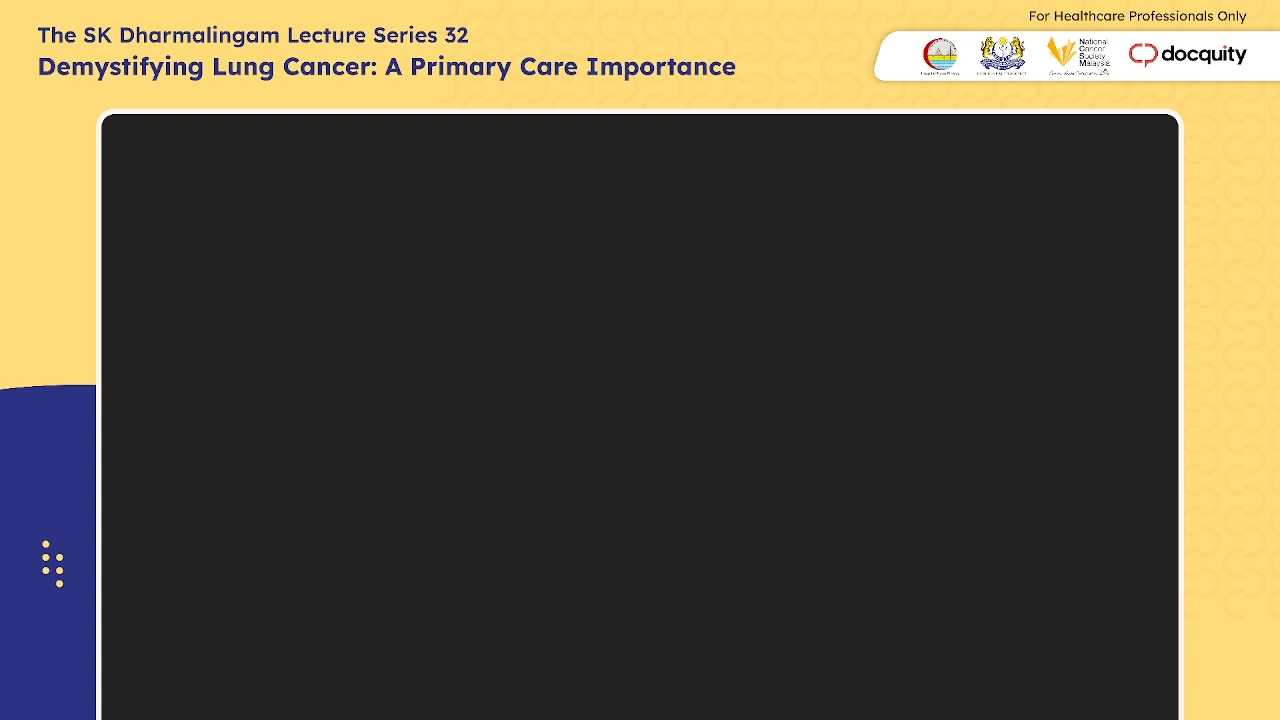 For Healthcare Professionals Only
The SK Dharmalingam Lecture Series 32
Demystifying Lung Cancer: A Primary Care Importance
National
Cancer
Society
Malaysia
docquity